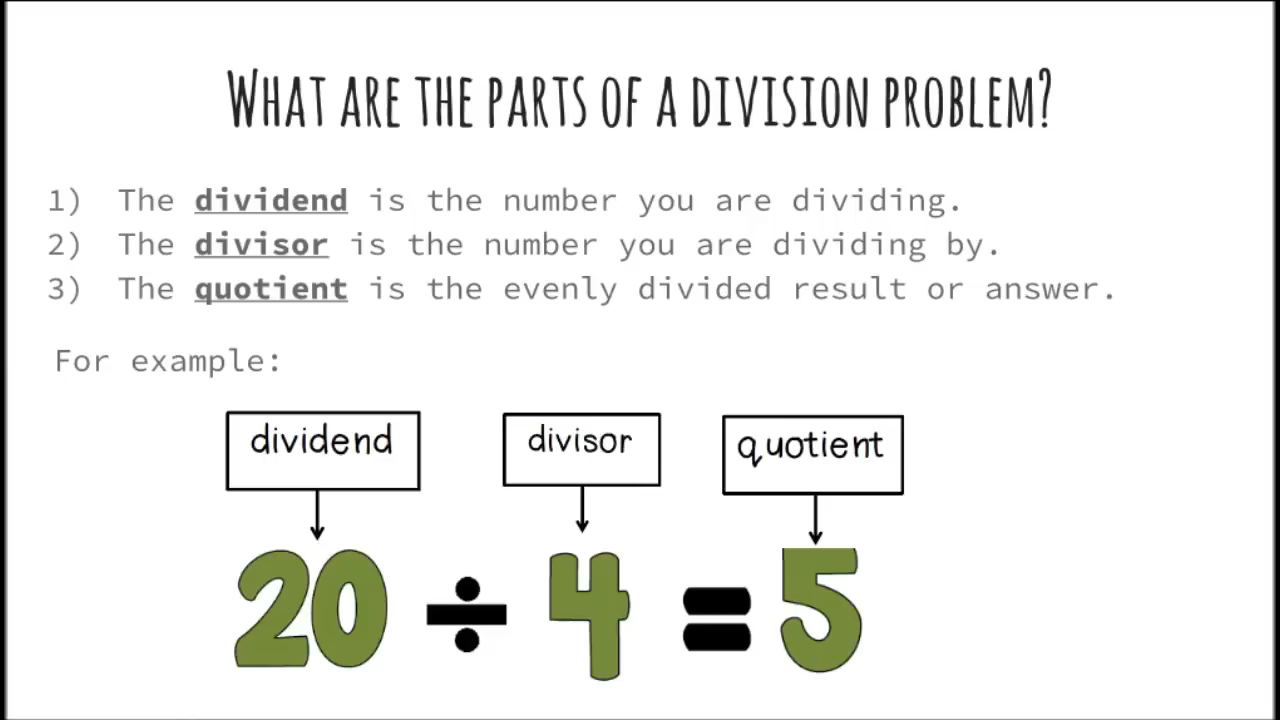 WHAT ARE THE PARTS OF A DIVISION PROBLEM?
1) The dividend is the number you are dividing.
2) The divisor is the number you are dividing by.
3) The quotient is the evenly divided result or answer.
For example:
dividend divisor quotient
20 ÷ 4 = 5